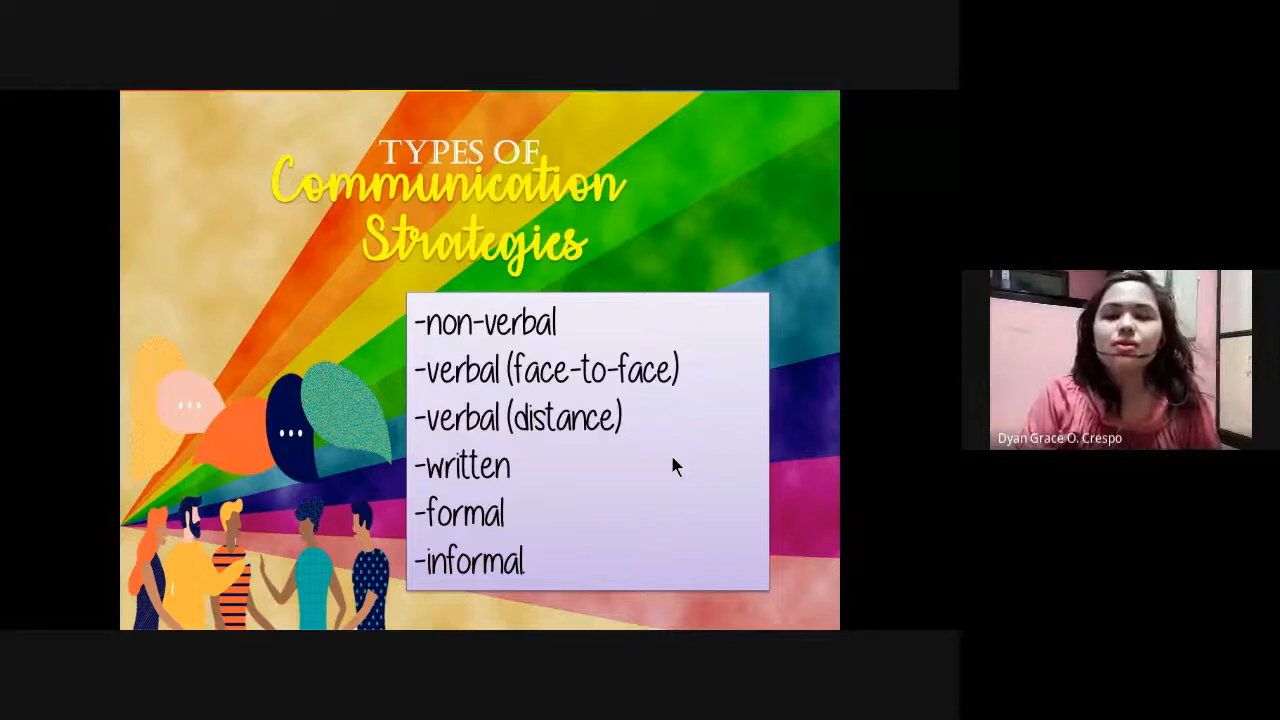 TYPES OF
Communication
Strategies
-non-verbal
-verbal (face-to-face)
-verbal (distance)
-written
-formal
-informal
Dyan Grace O. Crespo